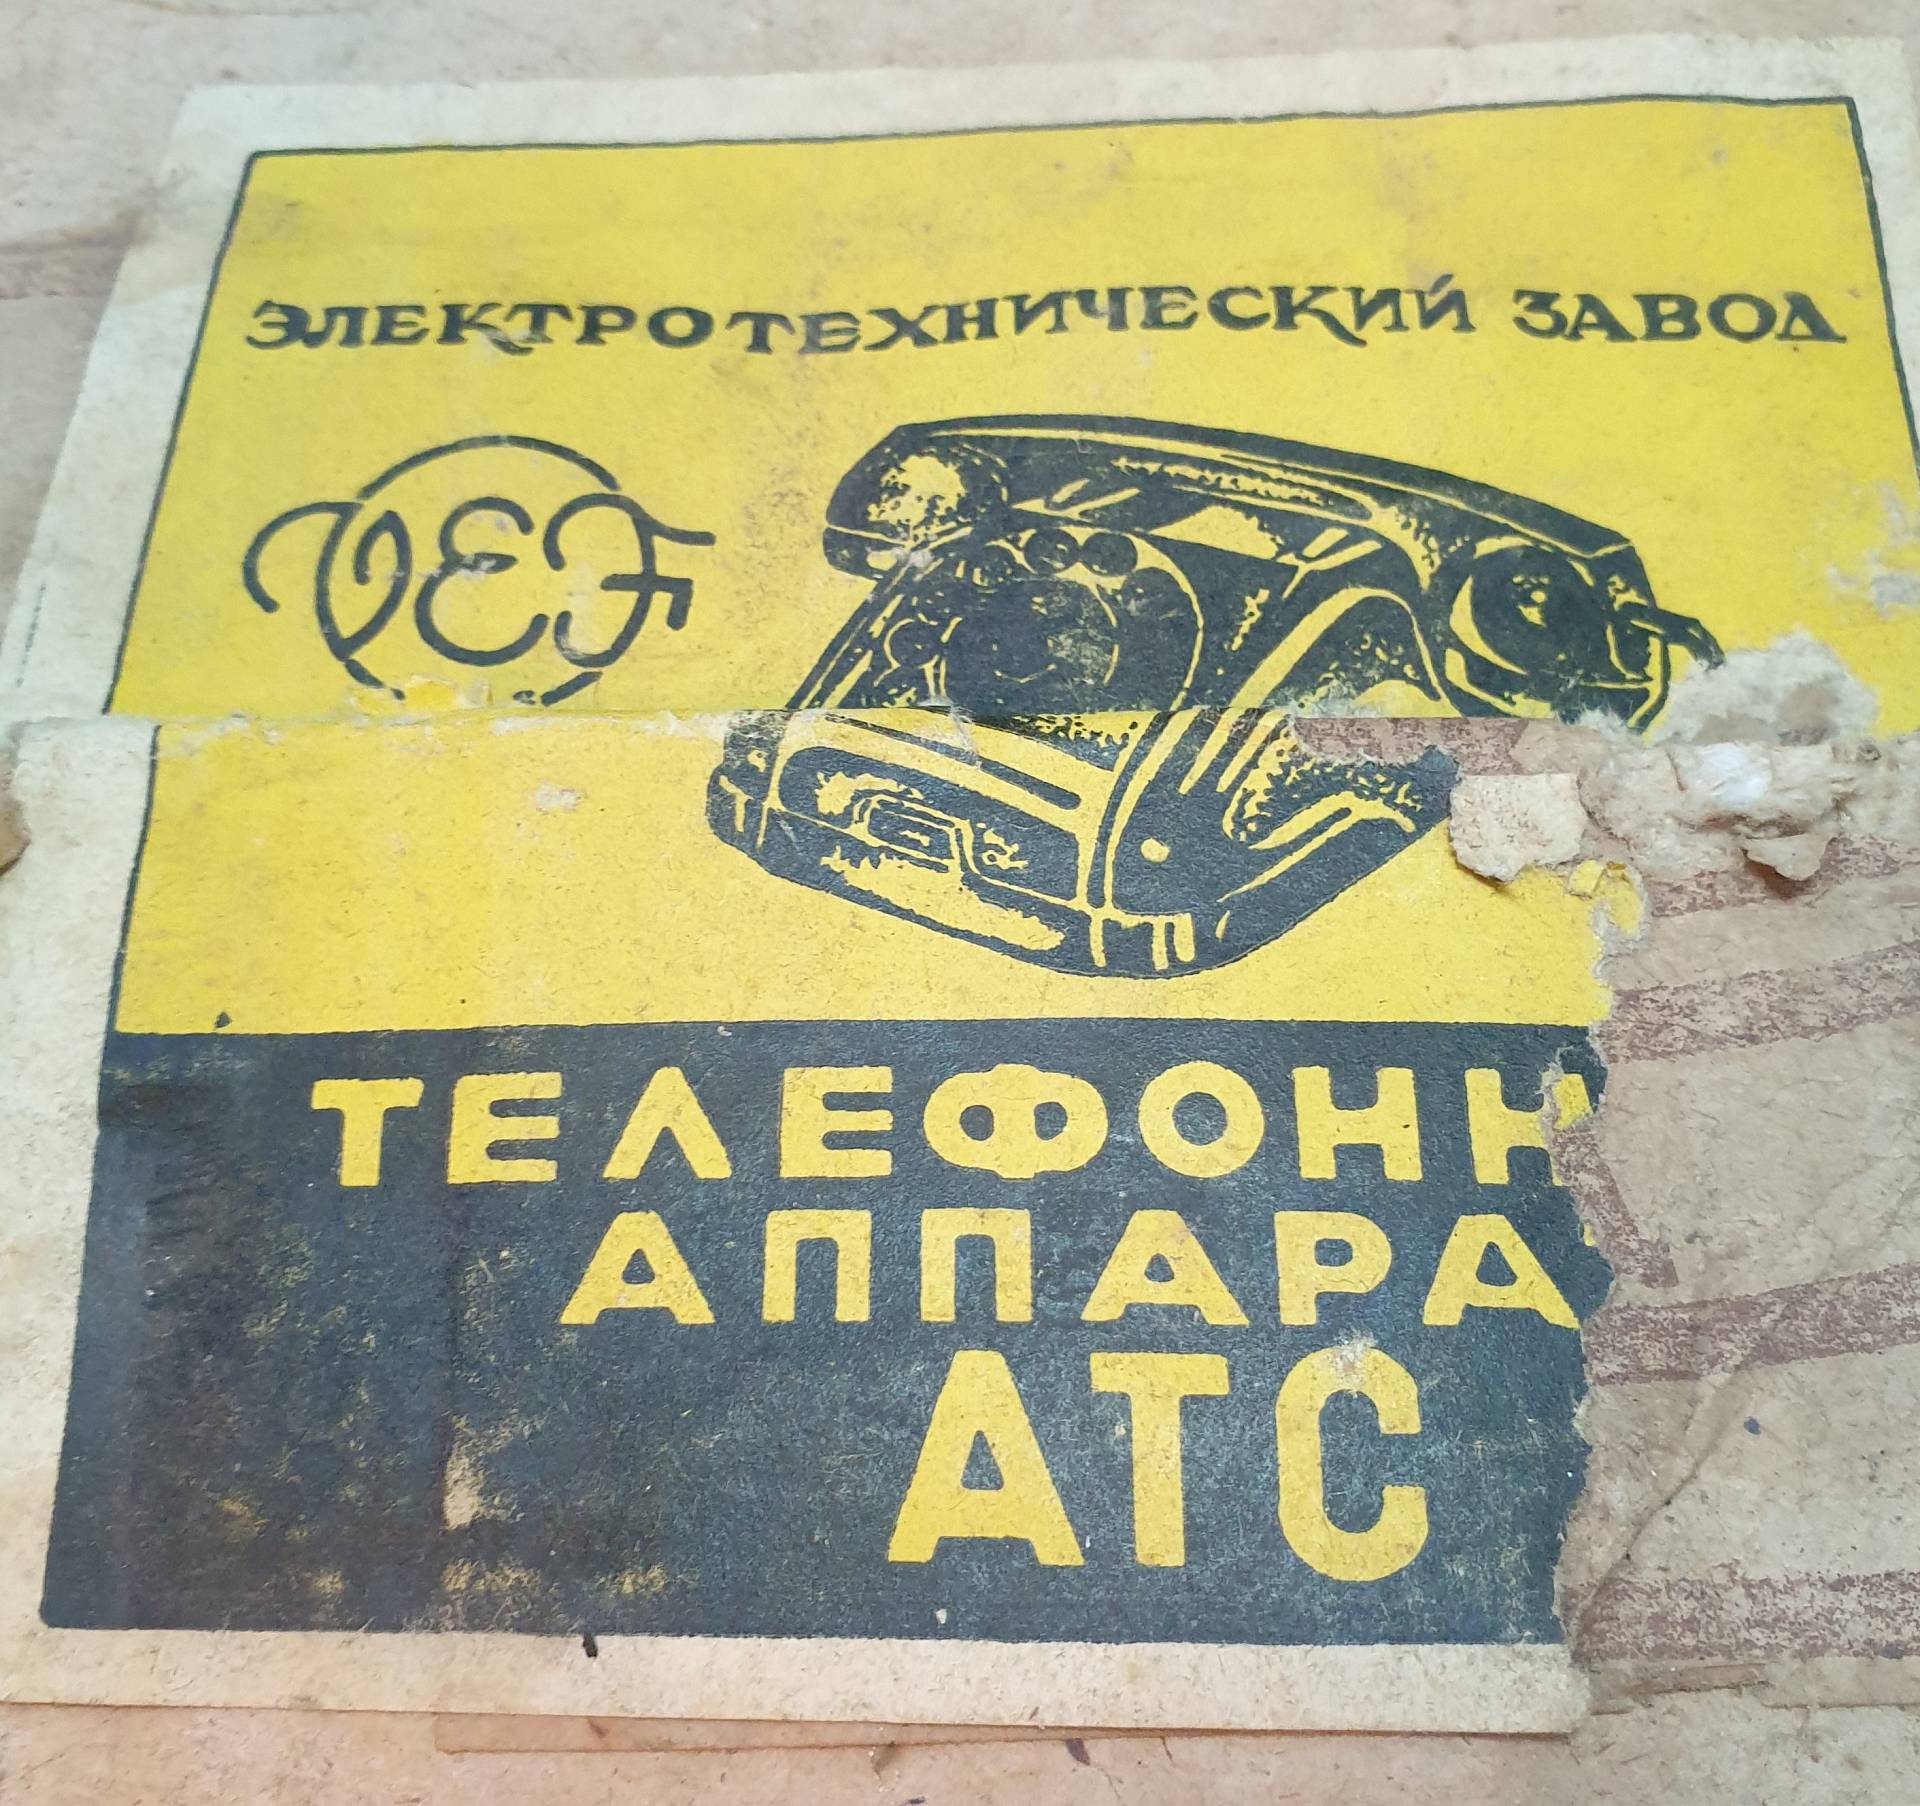 ЭЛЕКТРОТЕХНИЧЕСКИЙ ЗАВОД
VEF
ТЕЛЕФОНН
АППАРА
АТС